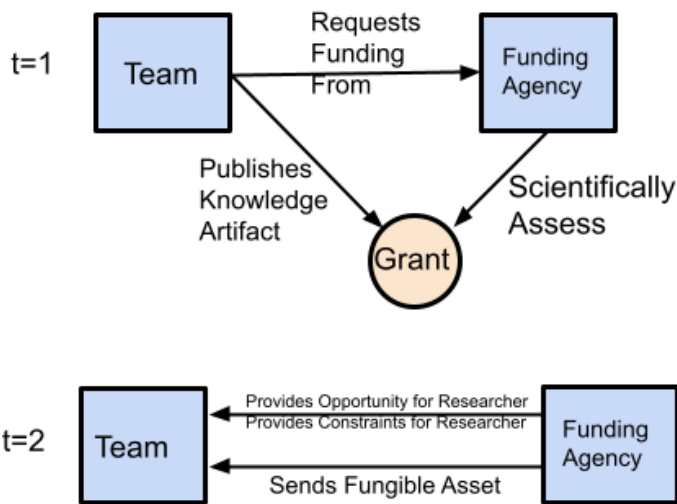 t=1
Team
Requests
Funding
From
Funding
Agency
Publishes
Knowledge
Artifact
Scientifically
Assess
Grant
t=2
Team
Provides Opportunity for Researcher
Provides Constraints for Researcher
Sends Fungible Asset
Funding
Agency